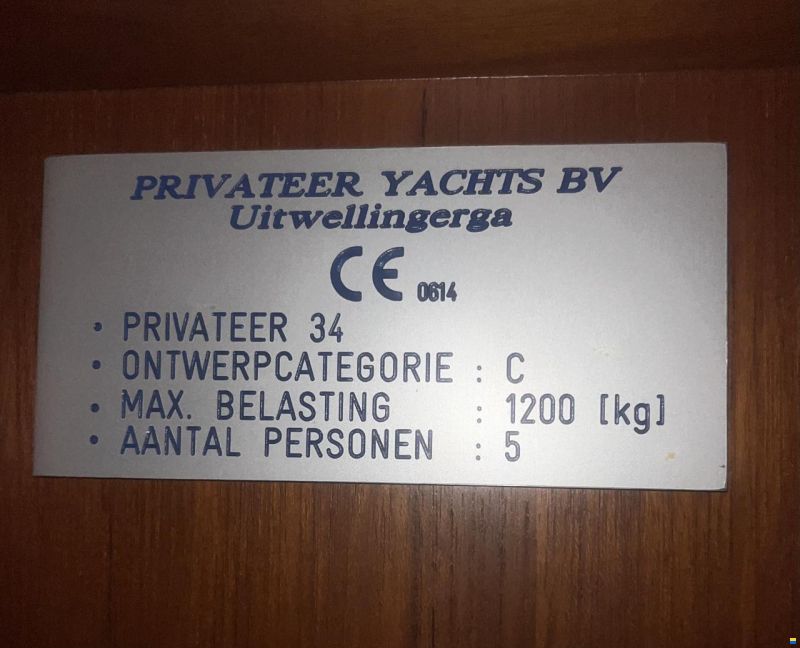 PRIVATEER YACHTS BV
Uitwellingerga
CE 0614
• PRIVATEER 34
• ONTWERPCATEGORIE : C
• MAX. BELASTING : 1200 [kg]
• AANTAL PERSONEN : 5